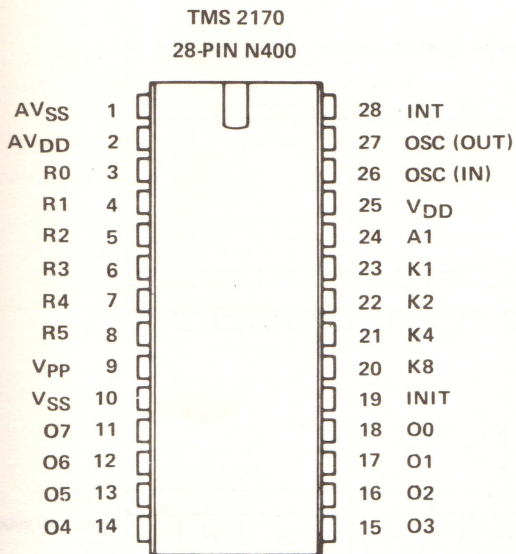 TMS 2170
28-PIN N400
AVSS 1 28 INT
AVDD 2 27 OSC (OUT)
R0 3 26 OSC (IN)
R1 4 25 VDD
R2 5 24 A1
R3 6 23 K1
R4 7 22 K2
R5 8 21 K4
VPP 9 20 K8
VSS 10 19 INIT
O7 11 18 O0
O6 12 17 O1
O5 13 16 O2
O4 14 15 O3